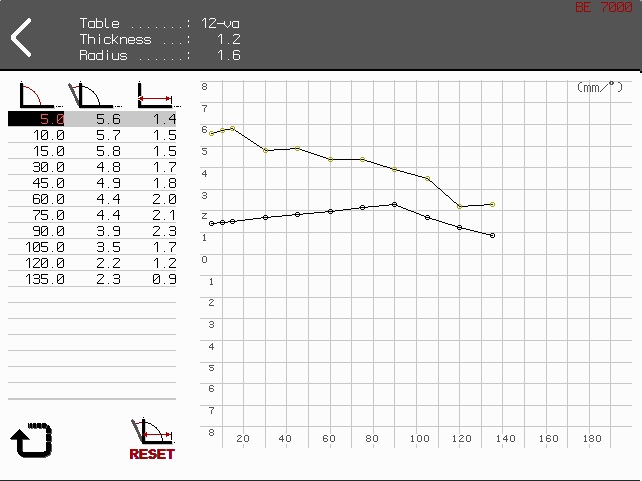 BE 7000
Table .......: 12-va
Thickness ...: 1.2
Radius ......: 1.6
5.0 5.6 1.4
10.0 5.7 1.5
15.0 5.8 1.5
30.0 4.8 1.7
45.0 4.9 1.8
60.0 4.4 2.0
75.0 4.4 2.1
90.0 3.9 2.3
105.0 3.5 1.7
120.0 2.2 1.2
135.0 2.3 0.9
RESET
(mm/°)
8
7
6
5
4
3
2
1
0
1
2
3
4
5
6
7
8
20 40 60 80 100 120 140 160 180